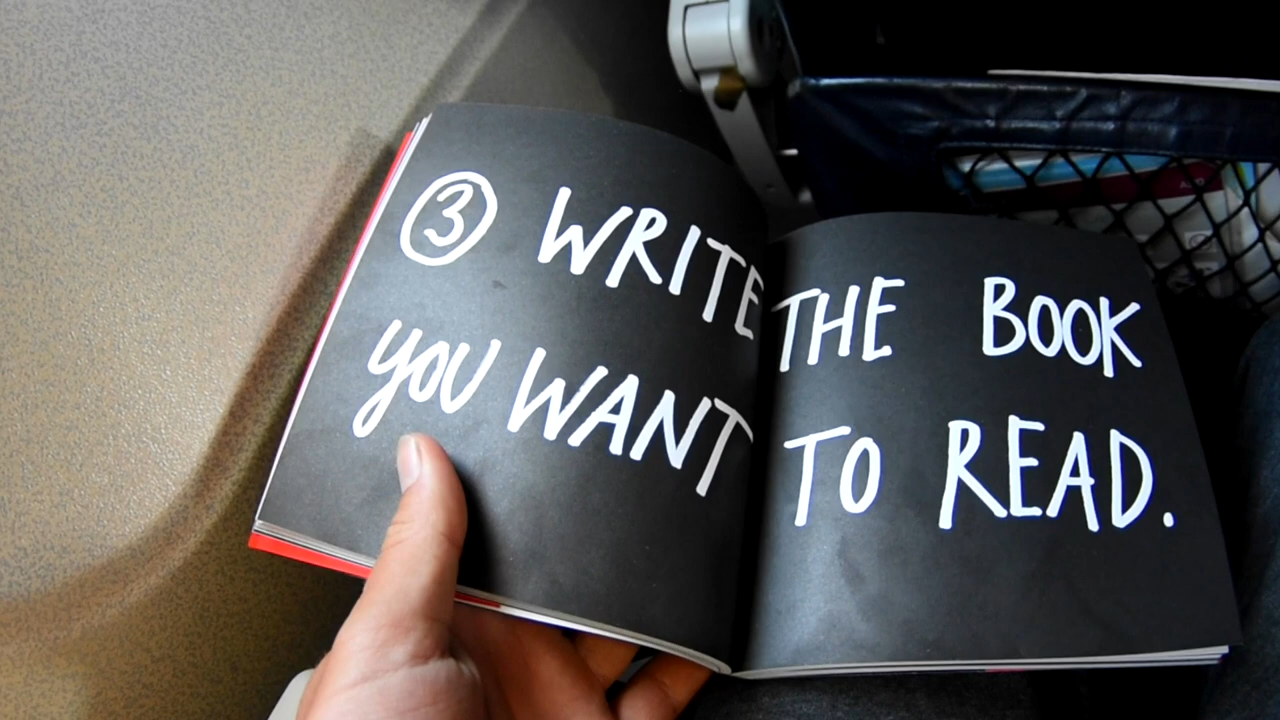 ③ WRITE THE BOOK
YOU WANT TO READ.